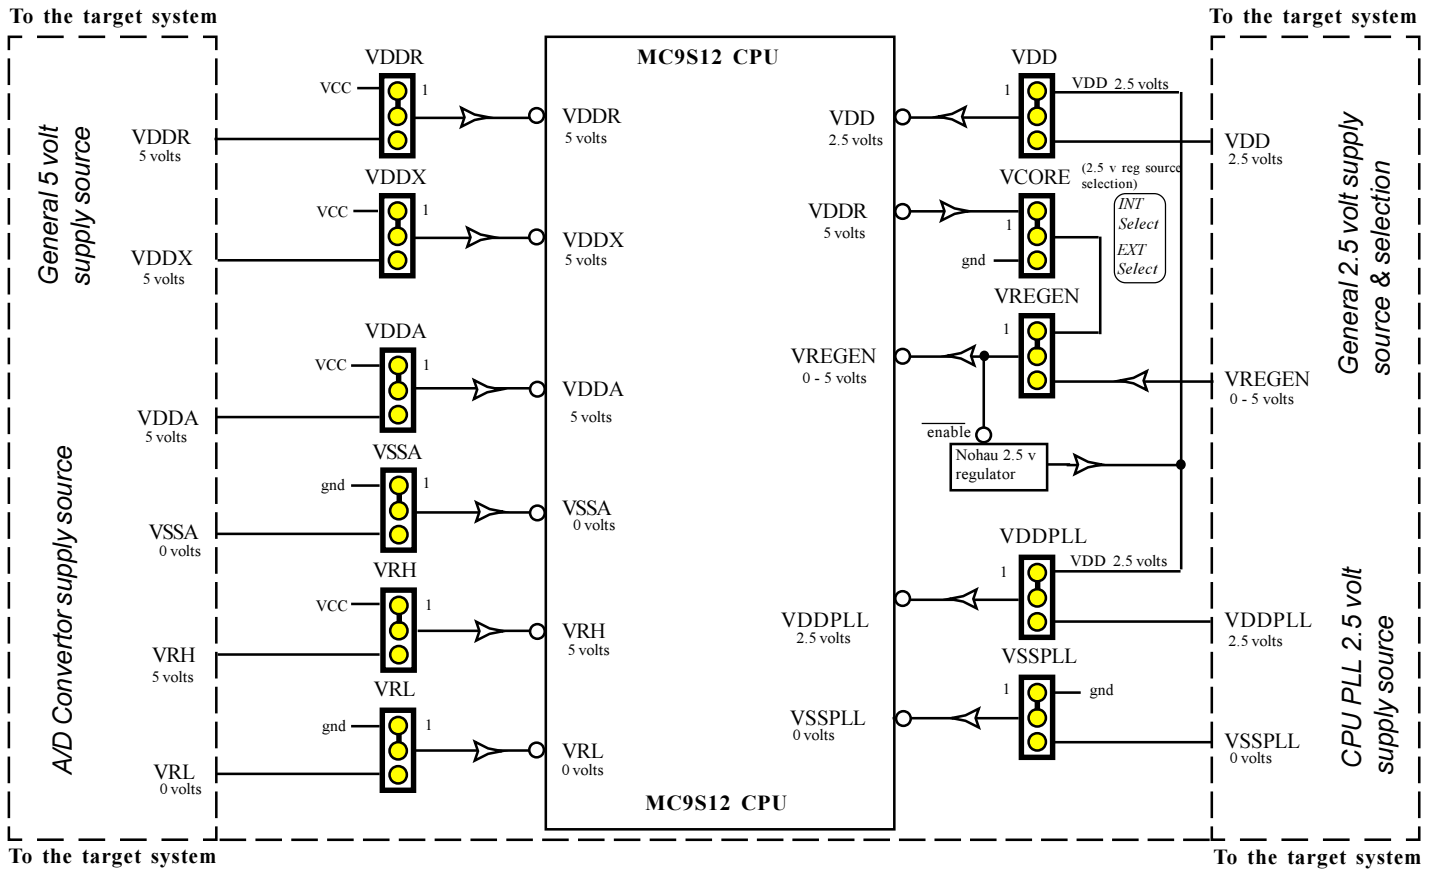 To the target system
To the target system
General 5 volt
supply source
A/D Convertor supply source
VDDR
5 volts
VDDX
5 volts
VDDA
5 volts
VSSA
0 volts
VRH
5 volts
VRL
0 volts
VDDR
VCC
1
VDDX
VCC
1
VDDA
VCC
1
VSSA
gnd
1
VRH
VCC
1
VRL
gnd
1
MC9S12 CPU
VDDR
5 volts
VDDX
5 volts
VDDA
5 volts
VSSA
0 volts
VRH
5 volts
VRL
0 volts
VDD
2.5 volts
VDDR
5 volts
VREGEN
0 - 5 volts
VDDPLL
2.5 volts
VSSPLL
0 volts
MC9S12 CPU
VDD
1
VDD 2.5 volts
VCORE
(2.5 v reg source
selection)
1
gnd
INT
Select
EXT
Select
VREGEN
1
enable
Nohau 2.5 v
regulator
VDDPLL
1
VDD 2.5 volts
VSSPLL
1
gnd
VDD
2.5 volts
VREGEN
0 - 5 volts
VDDPLL
2.5 volts
VSSPLL
0 volts
General 2.5 volt supply
source & selection
CPU PLL 2.5 volt
supply source
To the target system
To the target system